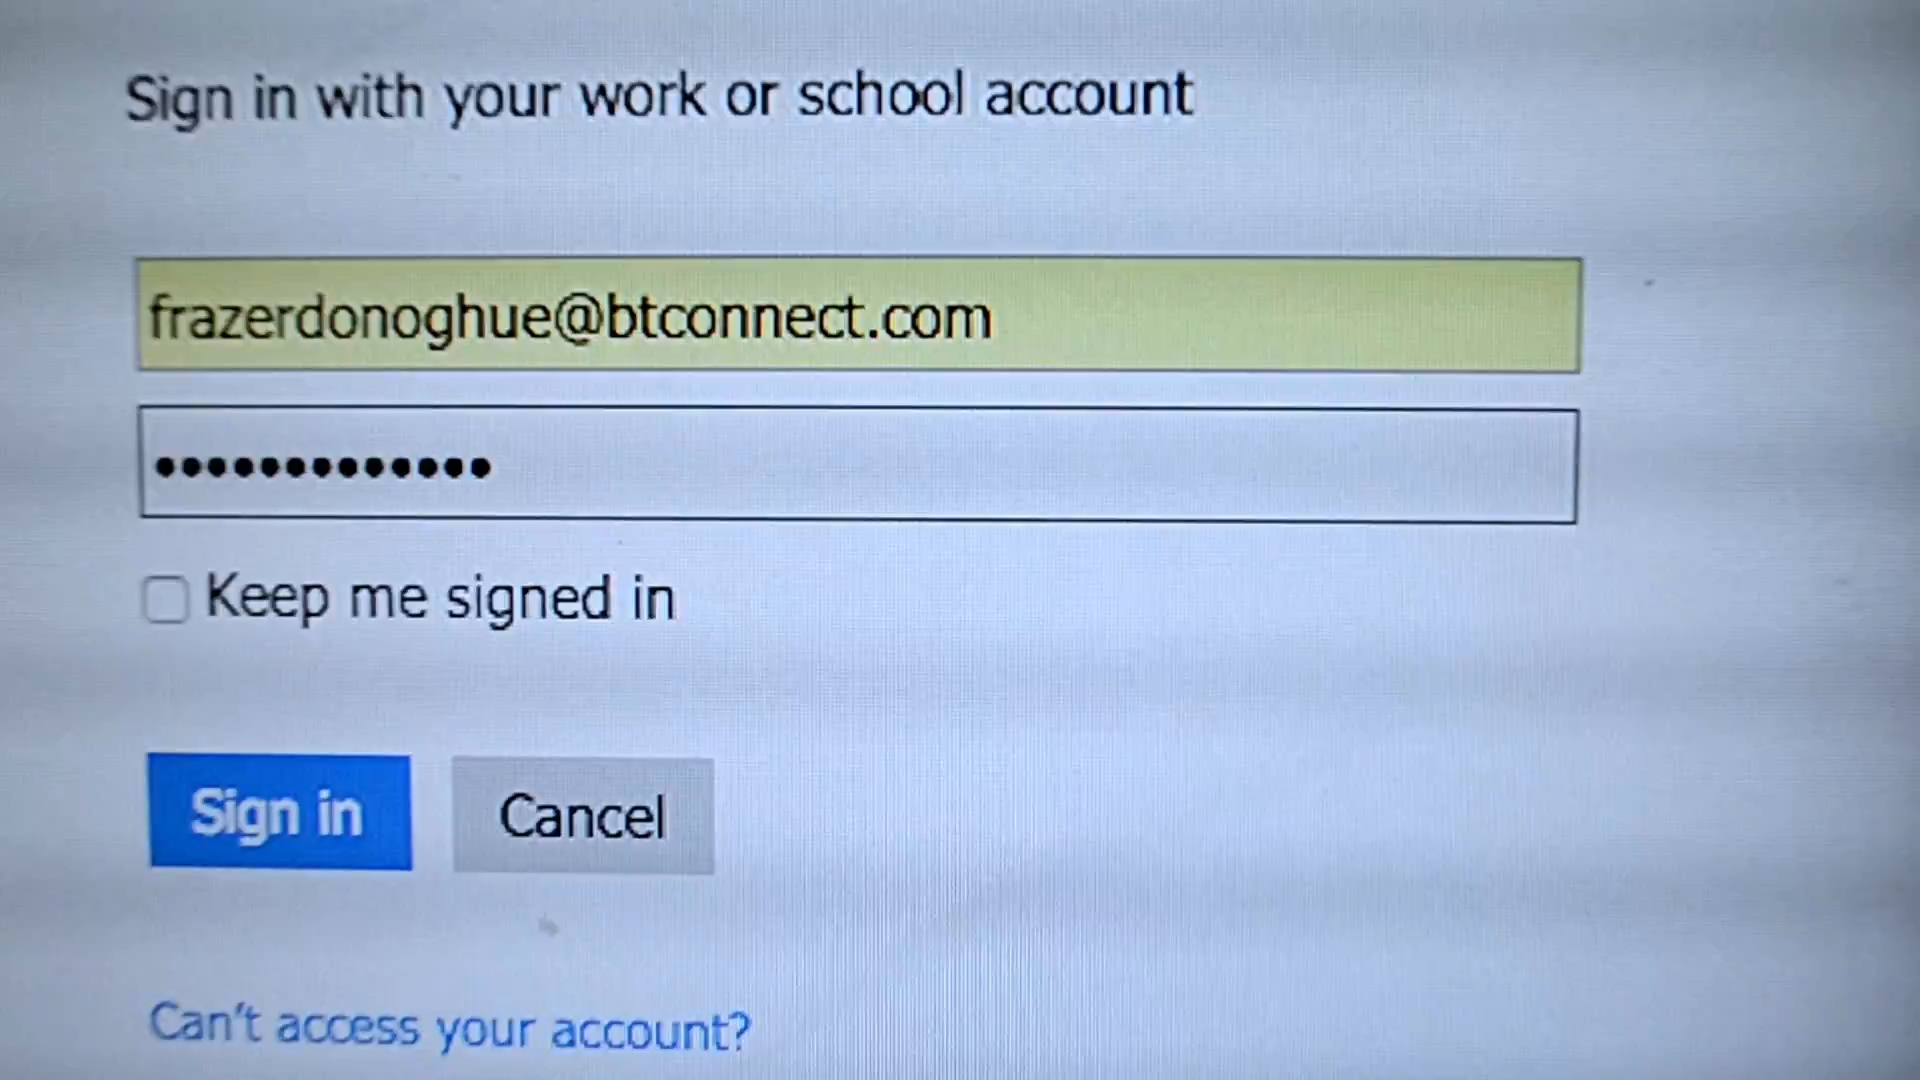 Sign in with your work or school account
frazerdonoghue@btconnect.com
•••••••••••••
Keep me signed in
Sign in
Cancel
Can't access your account?